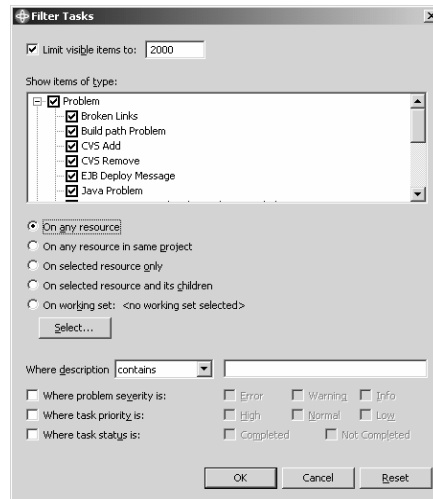 Filter Tasks
Limit visible items to: 2000
Show items of type:
Problem
Broken Links
Build path Problem
CVS Add
CVS Remove
EJB Deploy Message
Java Problem
On any resource
On any resource in same project
On selected resource only
On selected resource and its children
On working set: <no working set selected>
Select...
Where description contains
Where problem severity is: Error Warning Info
Where task priority is: High Normal Low
Where task status is: Completed Not Completed
OK Cancel Reset